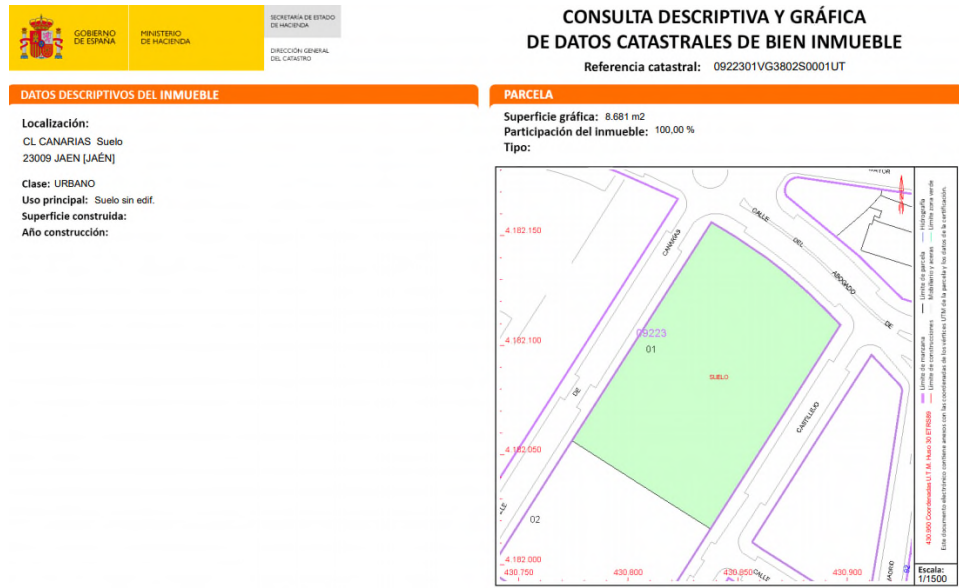 GOBIERNO
DE ESPAÑA
MINISTERIO
DE HACIENDA
SECRETARÍA DE ESTADO
DE HACIENDA
DIRECCIÓN GENERAL
DEL CATASTRO
CONSULTA DESCRIPTIVA Y GRÁFICA
DE DATOS CATASTRALES DE BIEN INMUEBLE
Referencia catastral: 0922301VG3802S0001UT
DATOS DESCRIPTIVOS DEL INMUEBLE
Localización:
CL CANARIAS Suelo
23009 JAEN [JAÉN]
Clase: URBANO
Uso principal: Suelo sin edif.
Superficie construida:
Año construcción:
PARCELA
Superficie gráfica: 8.681 m2
Participación del inmueble: 100,00 %
Tipo:
CALLE
DEL
ABOGADO
DE
CANARIAS
4.182.150
09223
01
4.182.100
SUELO
DE
CASTILLEJO
4.182.050
02
4.182.000
CALLE
430.750
430.800
430.850
430.900
MADRID
92
Límite de manzana
Límite de parcela
Hidrografía
Límite de construcciones
Mobiliario y aceras
Límite zona verde
430.950 Coordenadas U.T.M. Huso 30 ETRS89
Este documento electrónico contiene anexos con las coordenadas de los vértices UTM de la parcela y los datos de la certificación.
Escala:
1/1500